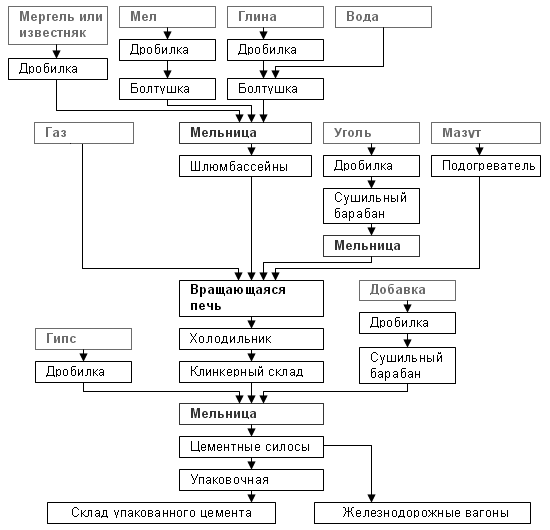 Мергель или
известняк
Мел
Глина
Вода
Дробилка
Дробилка
Дробилка
Болтушка
Болтушка
Газ
Мельница
Уголь
Мазут
Шлюмбассейны
Дробилка
Подогреватель
Сушильный
барабан
Мельница
Вращающаяся
печь
Добавка
Гипс
Холодильник
Дробилка
Дробилка
Клинкерный склад
Сушильный
барабан
Мельница
Цементные силосы
Упаковочная
Склад упакованного цемента
Железнодорожные вагоны